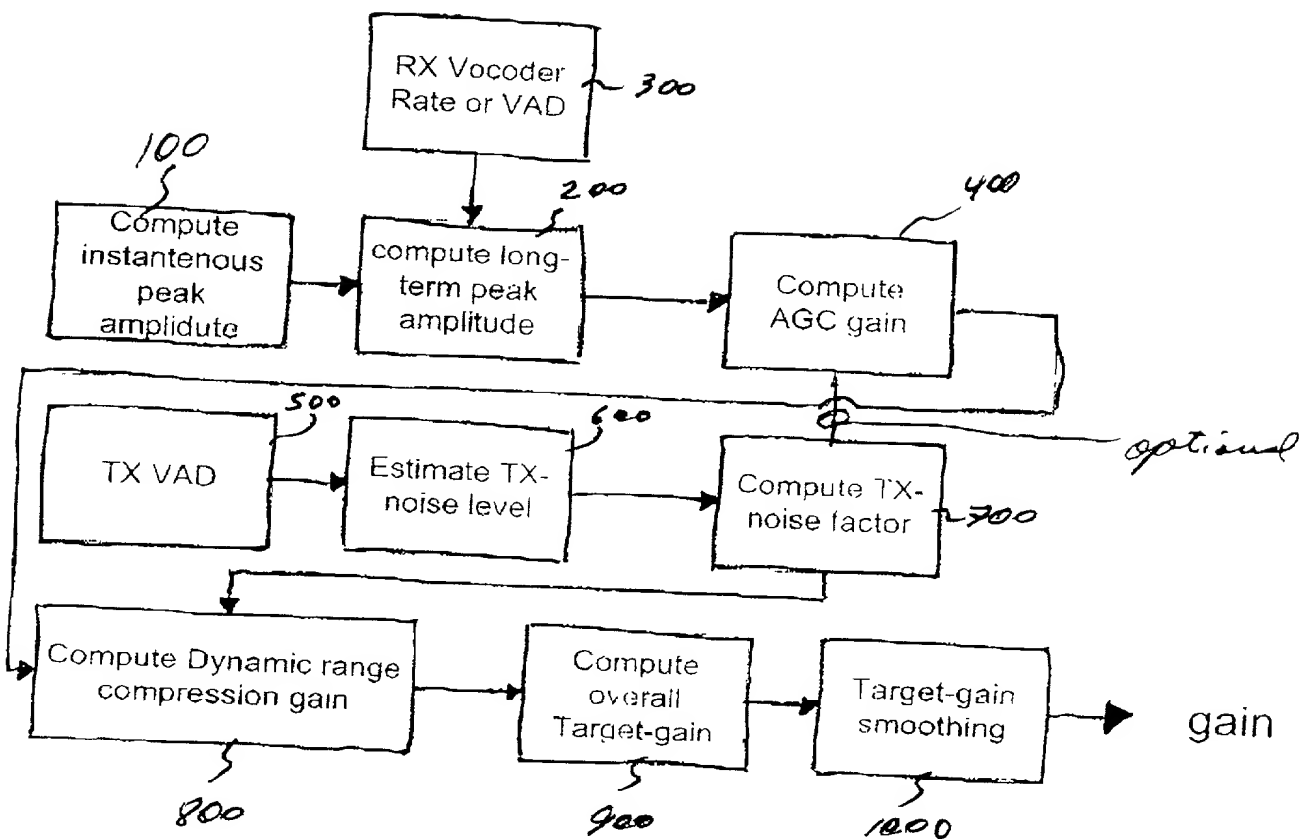 RX Vocoder
Rate or VAD
300
100
Compute
instantenous
peak
amplidute
200
compute long-
term peak
amplitude
400
Compute
AGC gain
optional
500
TX VAD
600
Estimate TX-
noise level
Compute TX-
noise factor
700
Compute Dynamic range
compression gain
800
Compute
overall
Target-gain
900
Target-gain
smoothing
1000
gain